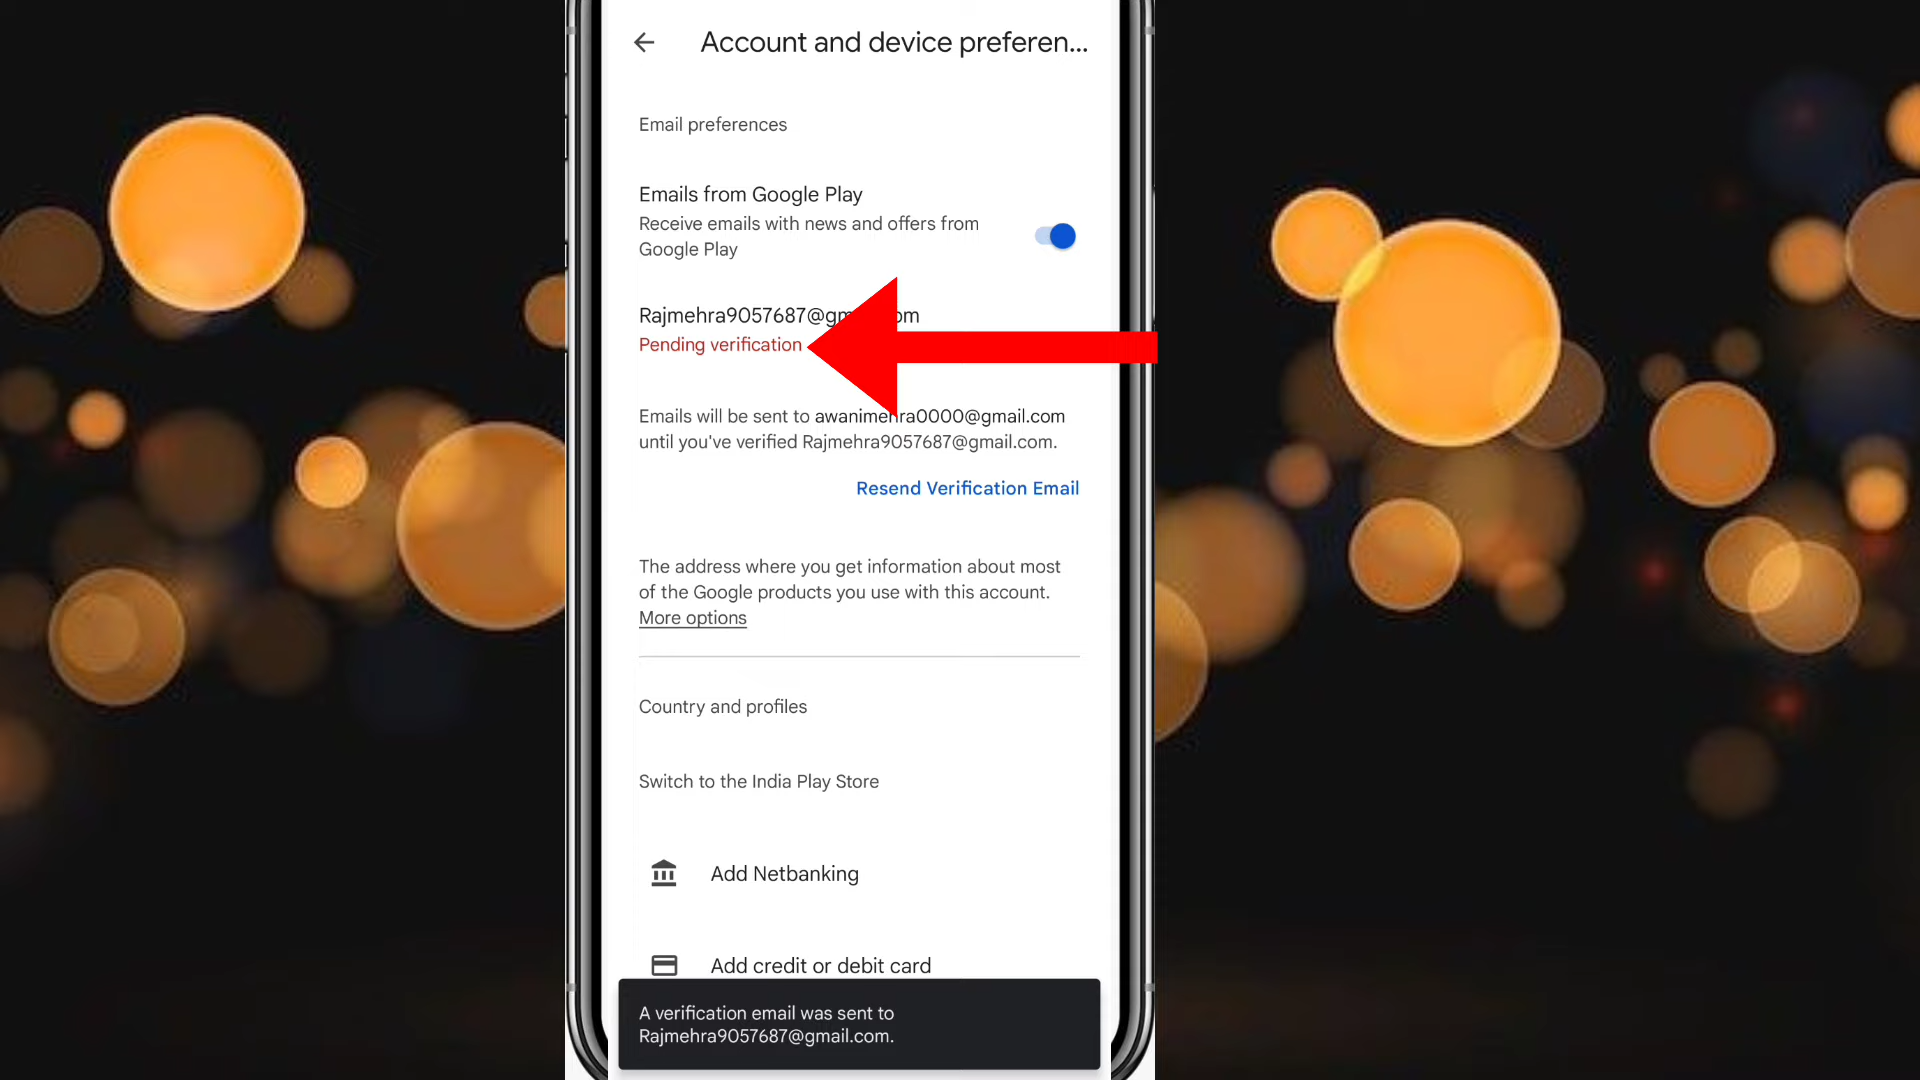 Account and device preferen...
Email preferences
Emails from Google Play
Receive emails with news and offers from
Google Play
Rajmehra9057687@gm om
Pending verification
Emails will be sent to awanimehra0000@gmail.com
until you've verified Rajmehra9057687@gmail.com.
Resend Verification Email
The address where you get information about most
of the Google products you use with this account.
More options
Country and profiles
Switch to the India Play Store
Add Netbanking
Add credit or debit card
A verification email was sent to
Rajmehra9057687@gmail.com.